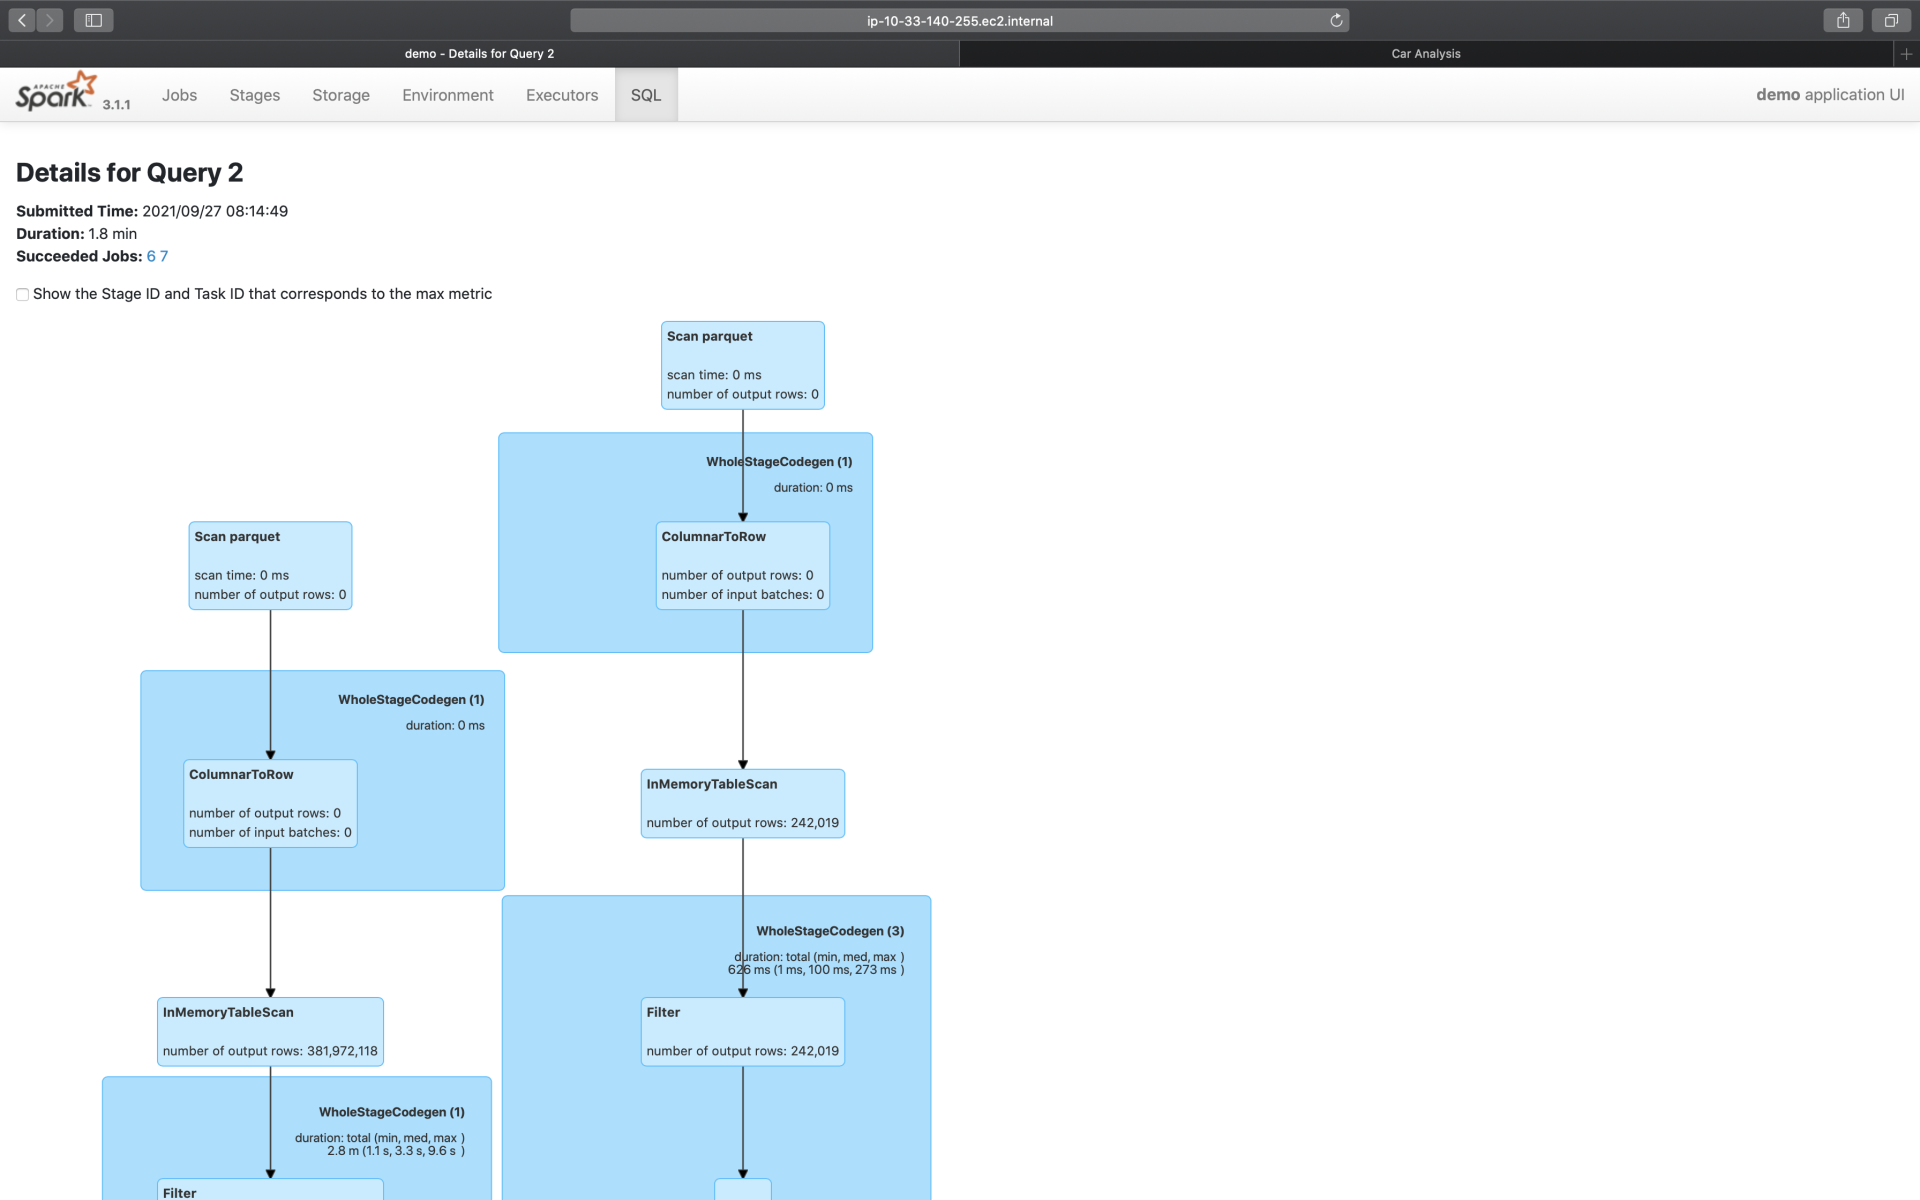 ip-10-33-140-255.ec2.internal
demo - Details for Query 2
Car Analysis
APACHE
Spark 3.1.1
Jobs
Stages
Storage
Environment
Executors
SQL
demo application UI
Details for Query 2
Submitted Time: 2021/09/27 08:14:49
Duration: 1.8 min
Succeeded Jobs: 6 7
Show the Stage ID and Task ID that corresponds to the max metric
Scan parquet
scan time: 0 ms
number of output rows: 0
WholeStageCodegen (1)
duration: 0 ms
ColumnarToRow
number of output rows: 0
number of input batches: 0
Scan parquet
scan time: 0 ms
number of output rows: 0
WholeStageCodegen (1)
duration: 0 ms
ColumnarToRow
number of output rows: 0
number of input batches: 0
InMemoryTableScan
number of output rows: 242,019
WholeStageCodegen (3)
duration: total (min, med, max )
626 ms (1 ms, 100 ms, 273 ms )
Filter
number of output rows: 242,019
InMemoryTableScan
number of output rows: 381,972,118
WholeStageCodegen (1)
duration: total (min, med, max )
2.8 m (1.1 s, 3.3 s, 9.6 s )
Filter